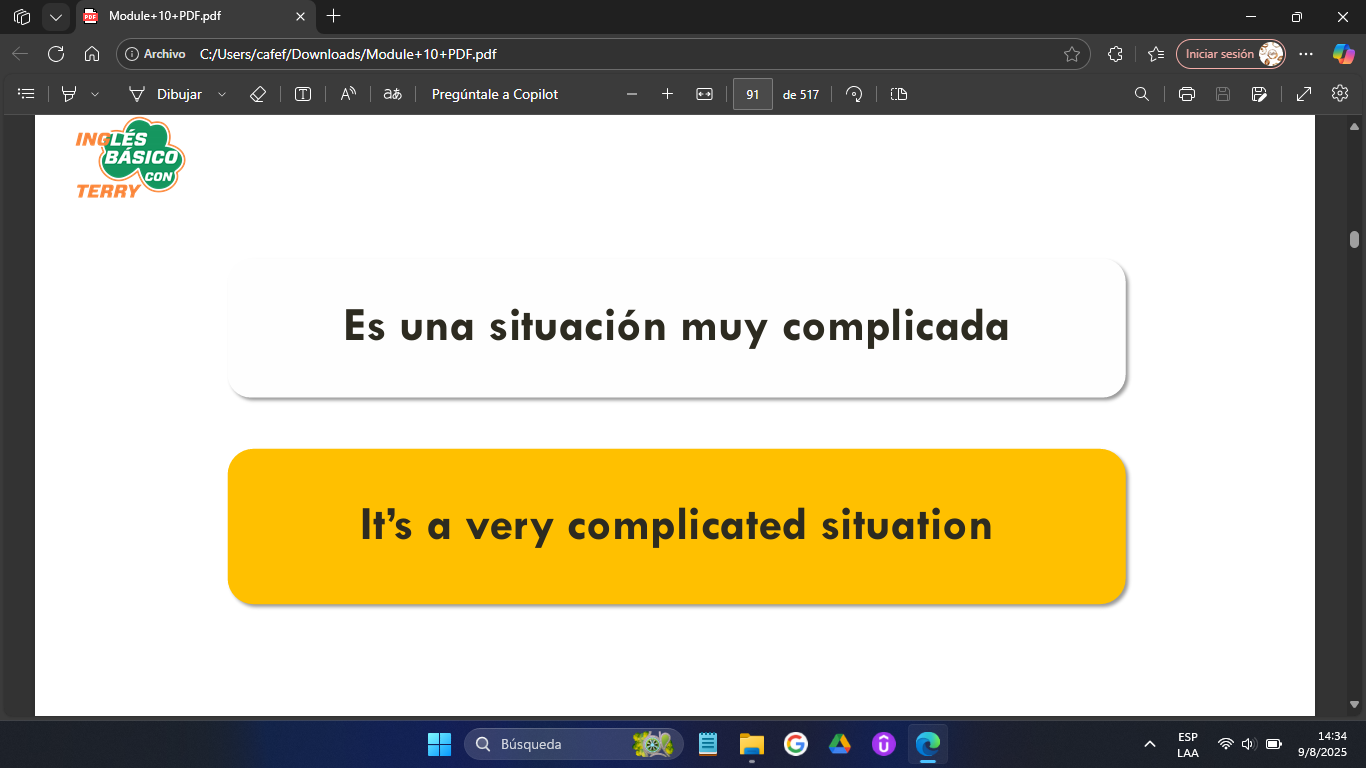 Module+10+PDF.pdf
Archivo C:/Users/cafef/Downloads/Module+10+PDF.pdf Iniciar sesión
Dibujar A aあ Pregúntale a Copilot 91 de 517
INGLÉS
BÁSICO
CON
TERRY
Es una situación muy complicada
It's a very complicated situation
Búsqueda
ESP
LAA
14:34
9/8/2025